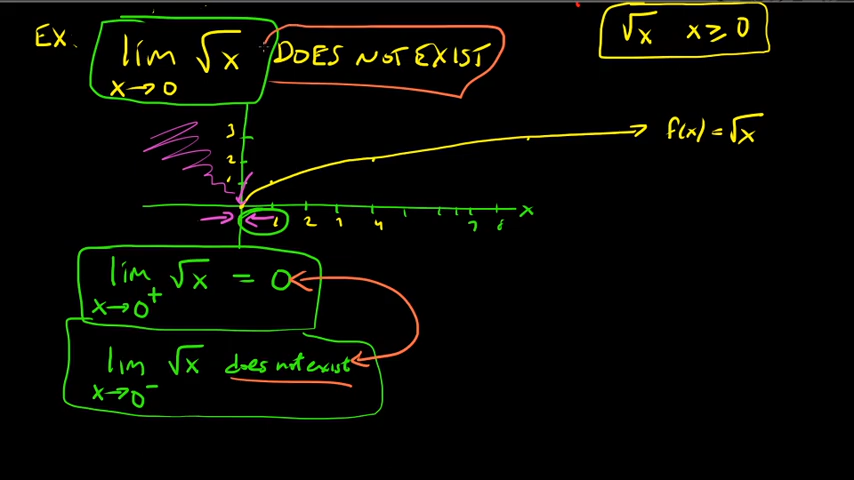 EX. lim √x DOES NOT EXIST
x→0
√x x ≥ 0
3
2
1
f(x) = √x
1 2 3 4 7 x
lim √x = 0
x→0⁺
lim √x does not exist
x→0⁻